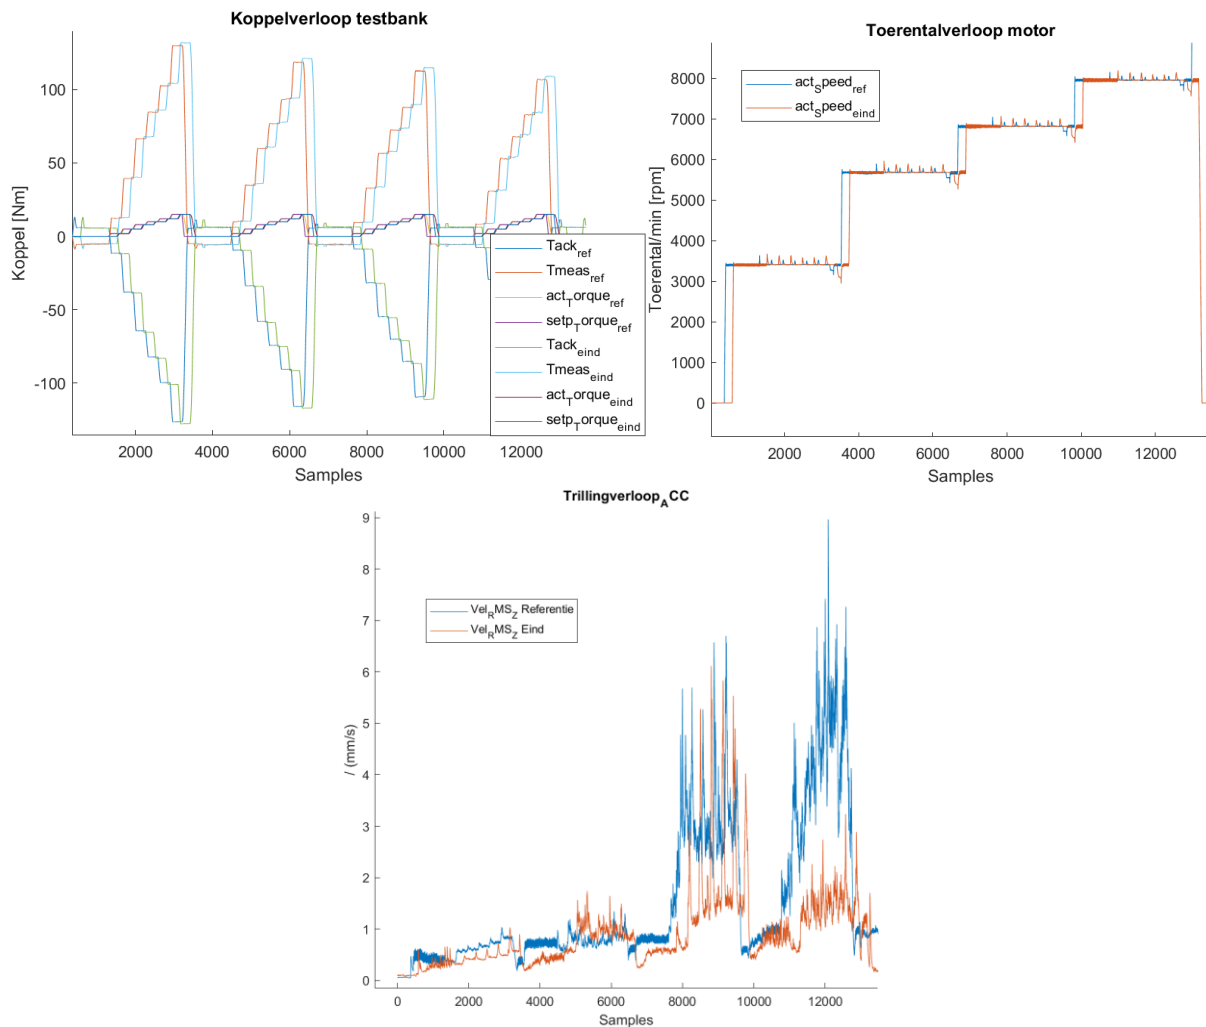 Koppelverloop testbank
Koppel [Nm]
100
50
0
-50
-100
2000 4000 6000 8000 10000 12000
Samples
Tack_ref
Tmeas_ref
act_Torque_ref
setp_Torque_ref
Tack_eind
Tmeas_eind
act_Torque_eind
setp_Torque_eind
Toerentalverloop motor
Toerental/min [rpm]
8000
7000
6000
5000
4000
3000
2000
1000
0
2000 4000 6000 8000 10000 12000
Samples
act_Speed_ref
act_Speed_eind
Trillingverloop_ACC
/ (mm/s)
9
8
7
6
5
4
3
2
1
0
0 2000 4000 6000 8000 10000 12000
Samples
Vel_RMS_Z Referentie
Vel_RMS_Z Eind